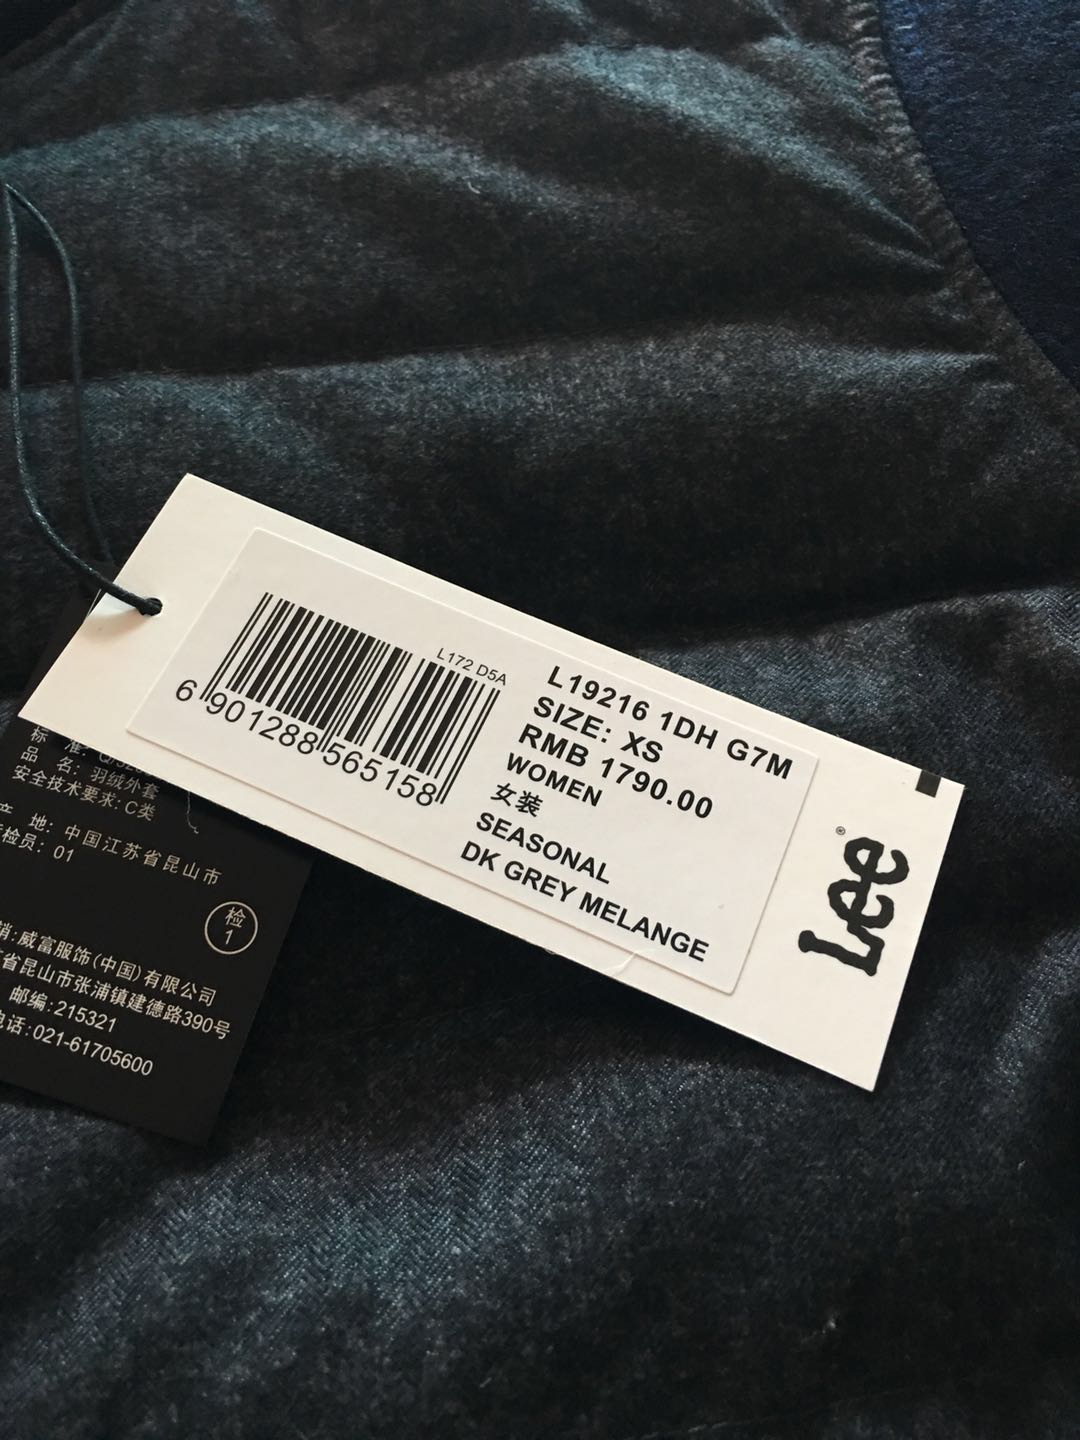 L172 D5A
6 901288 565158
L19216 1DH G7M
SIZE: XS
RMB 1790.00
WOMEN
女装
SEASONAL
DK GREY MELANGE
Lee®
标 准:
品 名: 羽绒外套
安全技术要求: C类
产 地: 中国江苏省昆山市
检员: 01
检
1
销: 威富服饰(中国)有限公司
省昆山市张浦镇建德路390号
邮编: 215321
电话: 021-61705600